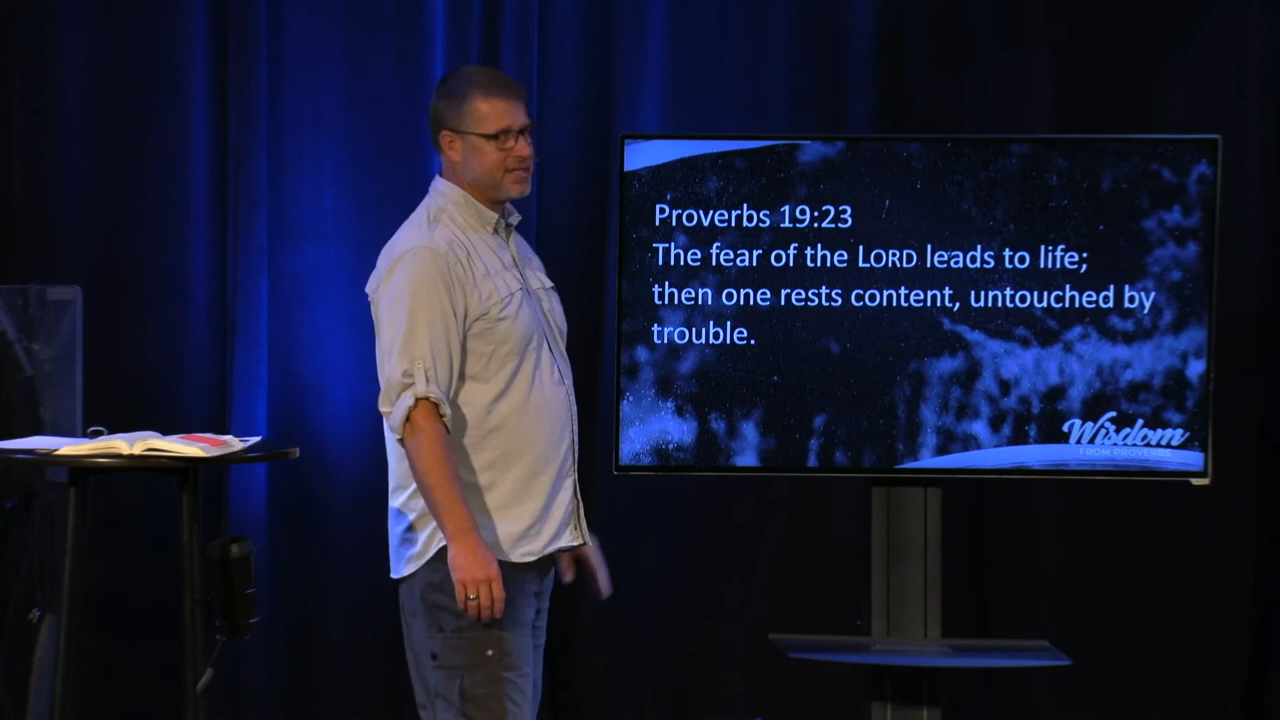 Proverbs 19:23
The fear of the LORD leads to life;
then one rests content, untouched by
trouble.
Wisdom
FROM PROVERBS